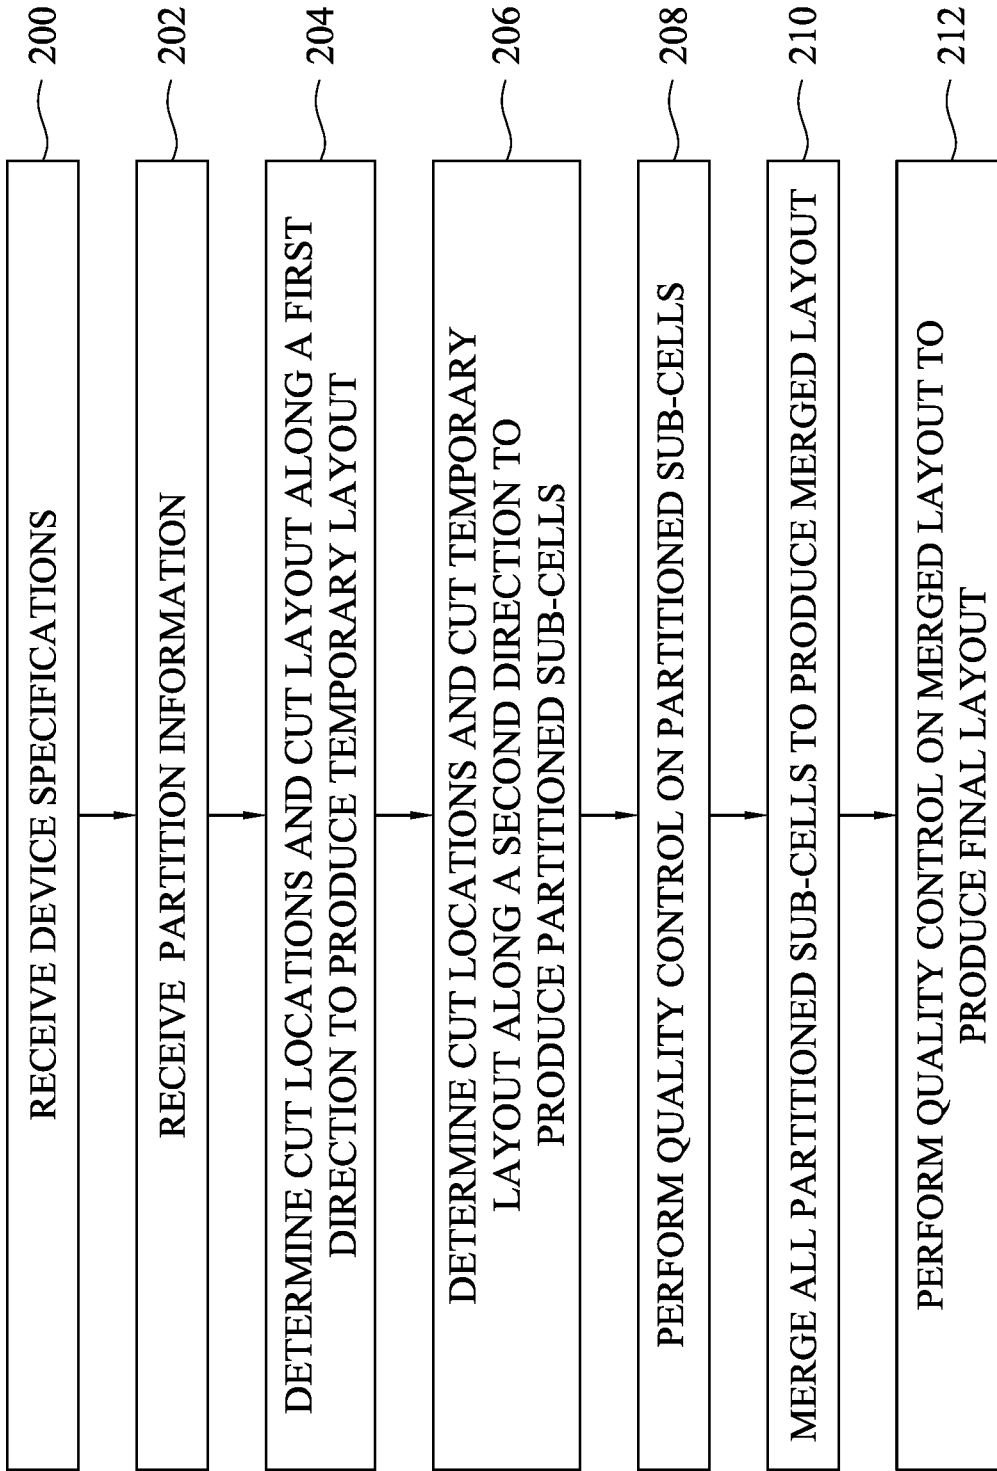 RECEIVE DEVICE SPECIFICATIONS
200
RECEIVE PARTITION INFORMATION
202
DETERMINE CUT LOCATIONS AND CUT LAYOUT ALONG A FIRST
DIRECTION TO PRODUCE TEMPORARY LAYOUT
204
DETERMINE CUT LOCATIONS AND CUT TEMPORARY
LAYOUT ALONG A SECOND DIRECTION TO
PRODUCE PARTITIONED SUB-CELLS
206
PERFORM QUALITY CONTROL ON PARTITIONED SUB-CELLS
208
MERGE ALL PARTITIONED SUB-CELLS TO PRODUCE MERGED LAYOUT
210
PERFORM QUALITY CONTROL ON MERGED LAYOUT TO
PRODUCE FINAL LAYOUT
212